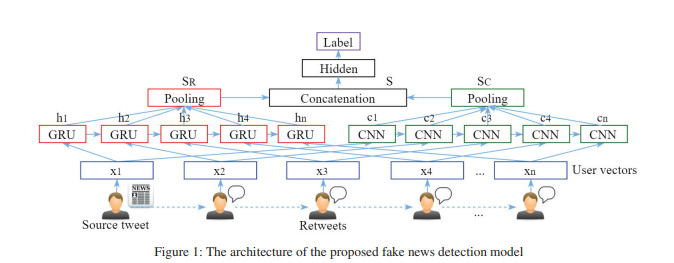 Label
Hidden
SR S SC
Pooling Concatenation Pooling
h1 h2 h3 h4 hn c1 c2 c3 c4 cn
GRU GRU GRU GRU GRU CNN CNN CNN CNN CNN
x1 x2 x3 x4 ... xn User vectors
NEWS
Source tweet Retweets ...
Figure 1: The architecture of the proposed fake news detection model